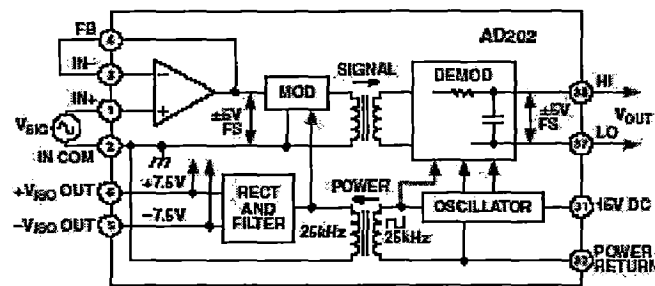 FB
4
AD202
IN–
3
SIGNAL
DEMOD
MOD
38
HI
IN+
1
±5V
FS
±5V
FS
VOUT
VSIG
2
37
LO
IN COM
+VISO OUT
6
+7.5V
RECT
AND
FILTER
POWER
OSCILLATOR
31
15V DC
–VISO OUT
5
–7.5V
25kHz
25kHz
32
POWER
RETURN